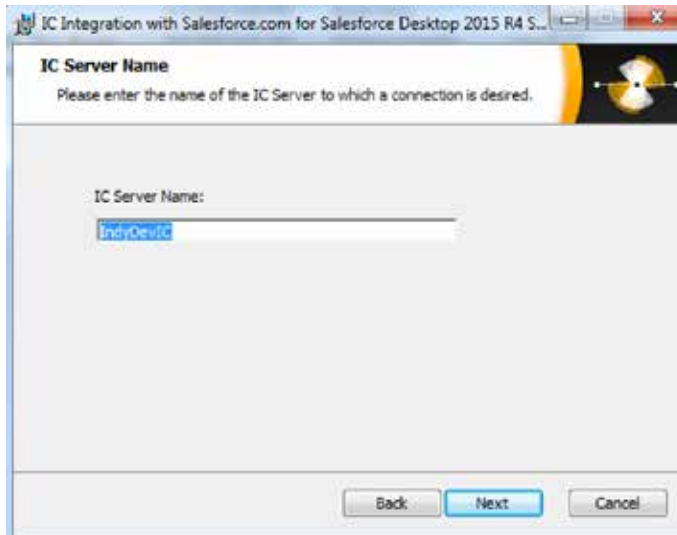 IC Integration with Salesforce.com for Salesforce Desktop 2015 R4 S...
IC Server Name
Please enter the name of the IC Server to which a connection is desired.
IC Server Name:
IndyDevIC
Back Next Cancel